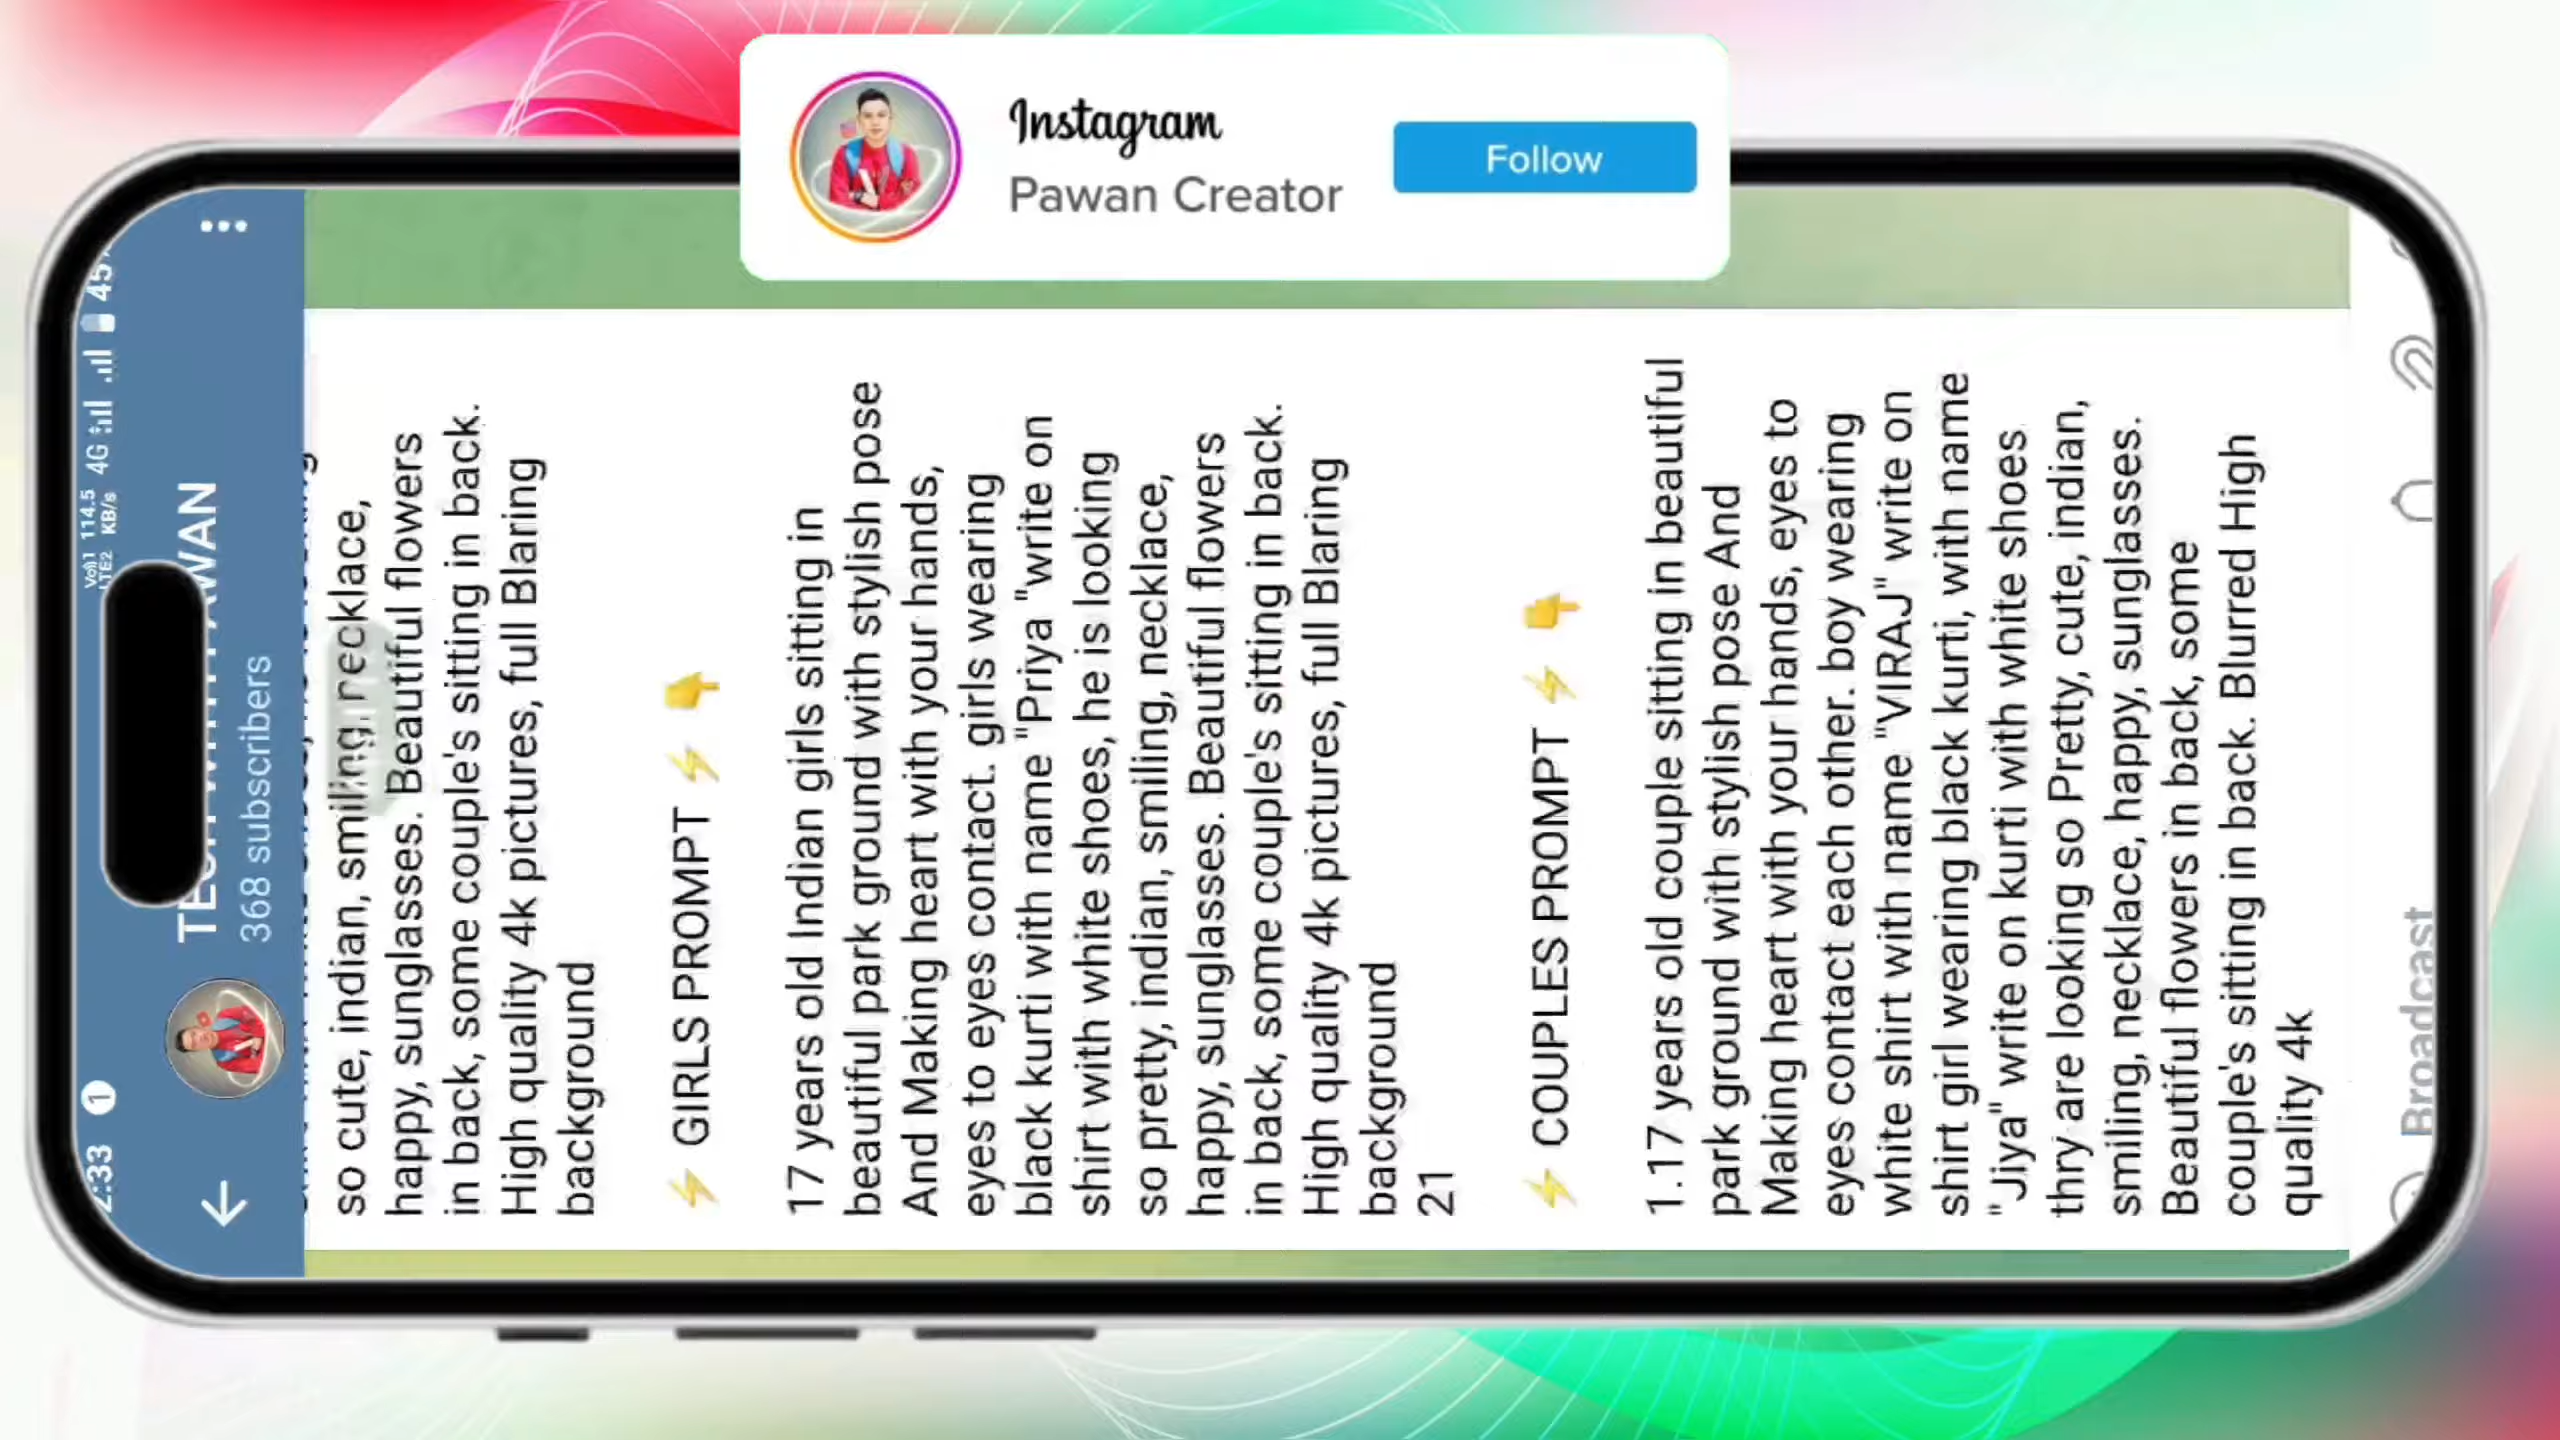 Instagram
Pawan Creator
Follow
2:33
1
114.5
KB/s
4G
45
368 subscribers
so cute, indian, smiling, necklace,
happy, sunglasses. Beautiful flowers
in back, some couple's sitting in back.
High quality 4k pictures, full Blaring
background
⚡ GIRLS PROMPT ⚡ 👇
17 years old Indian girls sitting in
beautiful park ground with stylish pose
And Making heart with your hands,
eyes to eyes contact. girls wearing
black kurti with name "Priya "write on
shirt with white shoes, he is looking
so pretty, indian, smiling, necklace,
happy, sunglasses. Beautiful flowers
in back, some couple's sitting in back.
High quality 4k pictures, full Blaring
background
21
⚡ COUPLES PROMPT ⚡ 👇
1.17 years old couple sitting in beautiful
park ground with stylish pose And
Making heart with your hands, eyes to
eyes contact each other. boy wearing
white shirt with name "VIRAJ" write on
shirt girl wearing black kurti, with name
"Jiya" write on kurti with white shoes
thry are looking so Pretty, cute, indian,
smiling, necklace, happy, sunglasses.
Beautiful flowers in back, some
couple's sitting in back. Blurred High
quality 4k
Broadcast